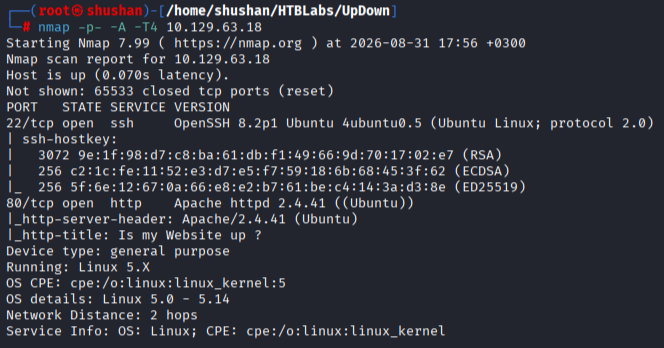 ┌──(root㉿shushan)-[/home/shushan/HTBLabs/UpDown]
└─# nmap -p- -A -T4 10.129.63.18
Starting Nmap 7.99 ( https://nmap.org ) at 2026-08-31 17:56 +0300
Nmap scan report for 10.129.63.18
Host is up (0.070s latency).
Not shown: 65533 closed tcp ports (reset)
PORT   STATE SERVICE VERSION
22/tcp open  ssh     OpenSSH 8.2p1 Ubuntu 4ubuntu0.5 (Ubuntu Linux; protocol 2.0)
| ssh-hostkey:
|   3072 9e:1f:98:d7:c8:ba:61:db:f1:49:66:9d:70:17:02:e7 (RSA)
|   256 c2:1c:fe:11:52:e3:d7:e5:f7:59:18:6b:68:45:3f:62 (ECDSA)
|_  256 5f:6e:12:67:0a:66:e8:e2:b7:61:be:c4:14:3a:d3:8e (ED25519)
80/tcp open  http    Apache httpd 2.4.41 ((Ubuntu))
|_http-server-header: Apache/2.4.41 (Ubuntu)
|_http-title: Is my Website up ?
Device type: general purpose
Running: Linux 5.X
OS CPE: cpe:/o:linux:linux_kernel:5
OS details: Linux 5.0 - 5.14
Network Distance: 2 hops
Service Info: OS: Linux; CPE: cpe:/o:linux:linux_kernel